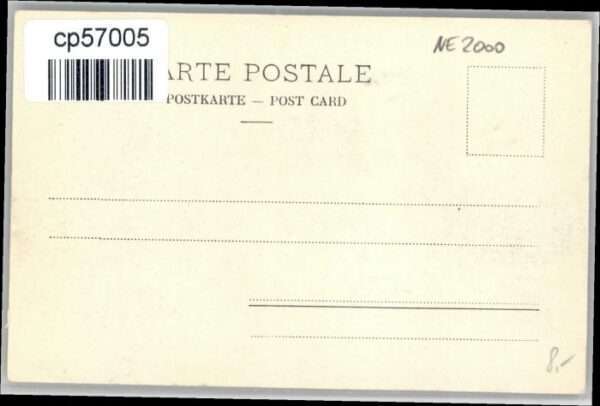 cp57005
NE 2000
ARTE POSTALE
POSTKARTE — POST CARD
8,-